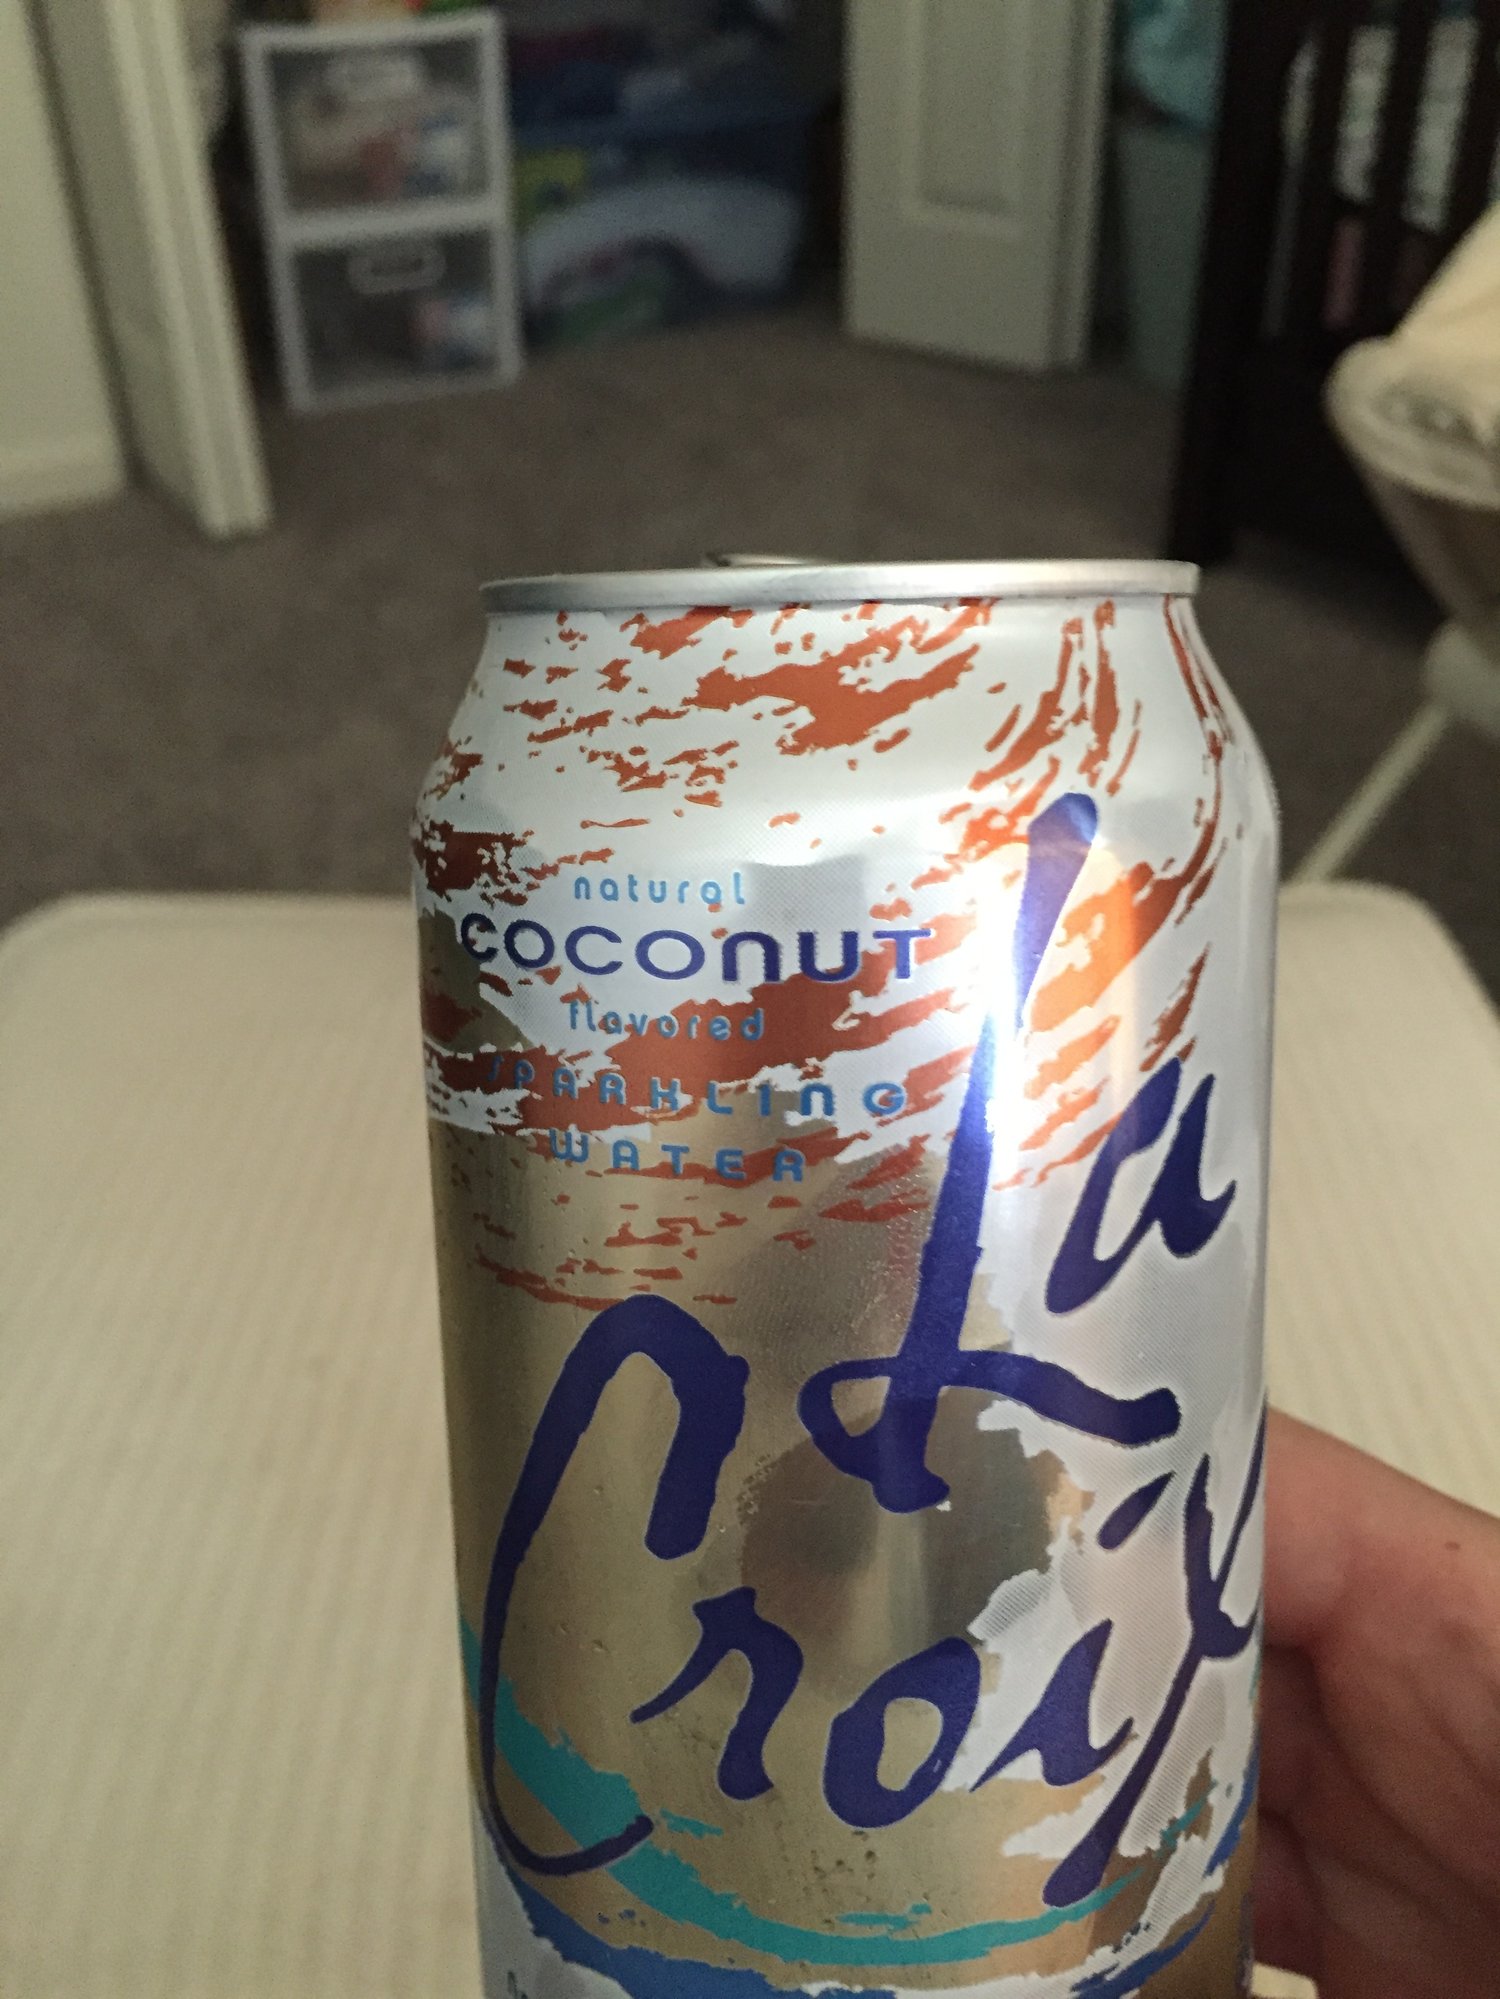 natural
COCONUT
flavored
SPARKLING
WATER
La
Croix